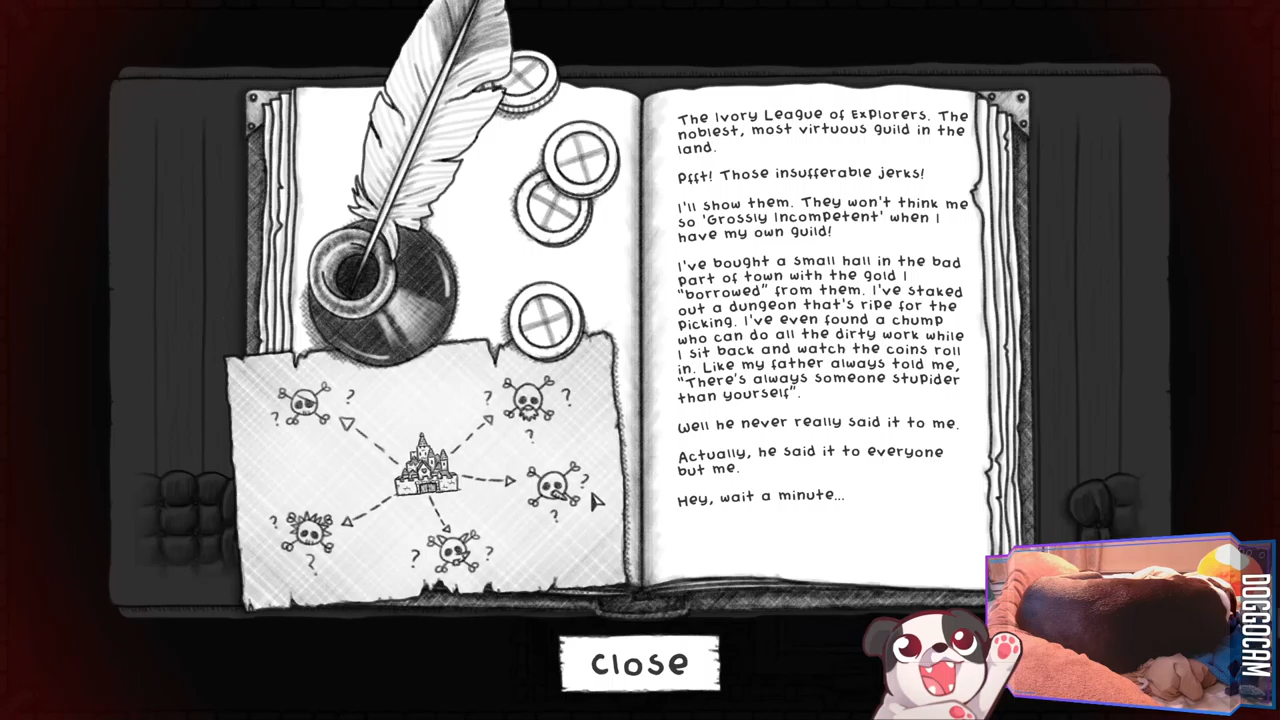 The Ivory League of Explorers. The
noblest, most virtuous guild in the
land.
Pfft! Those insufferable jerks!
I'll show them. They won't think me
so 'Grossly Incompetent' when I
have my own guild!
I've bought a small hall in the bad
part of town with the gold I
"borrowed" from them. I've staked
out a dungeon that's ripe for the
picking. I've even found a chump
who can do all the dirty work while
I sit back and watch the coins roll
in. Like my father always told me,
"There's always someone stupider
than yourself".
Well he never really said it to me.
Actually, he said it to everyone
but me.
Hey, wait a minute...
? ? ? ? ?
?
?
? ? ?
? ?
?
close
DOGGOCAM